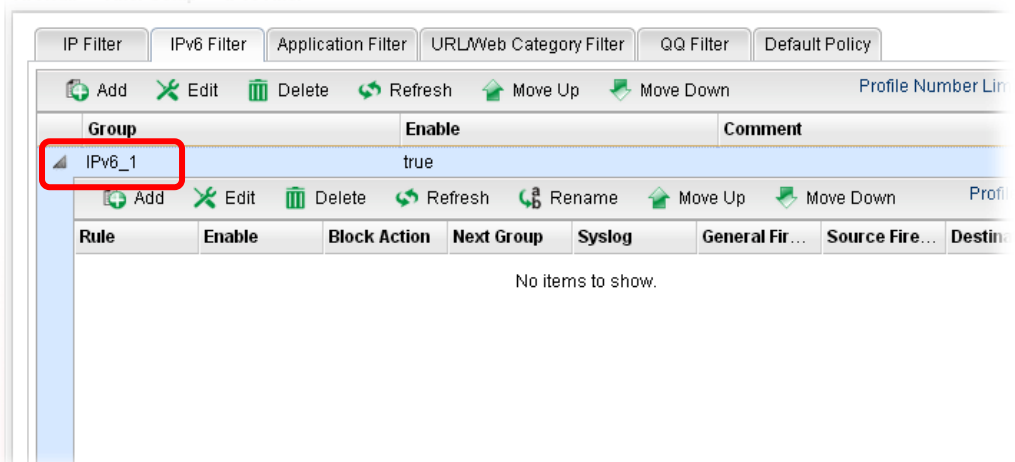 IP Filter IPv6 Filter Application Filter URL/Web Category Filter QQ Filter Default Policy
Add Edit Delete Refresh Move Up Move Down Profile Number Lim
Group Enable Comment
IPv6_1 true
Add Edit Delete Refresh Rename Move Up Move Down Profi
Rule Enable Block Action Next Group Syslog General Fir... Source Fire... Destina
No items to show.